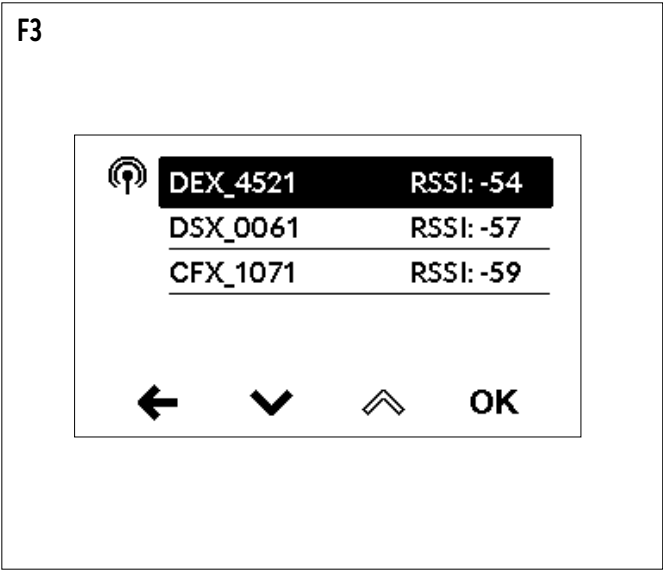 F3
DEX_4521 RSSI: -54
DSX_0061 RSSI: -57
CFX_1071 RSSI: -59
OK